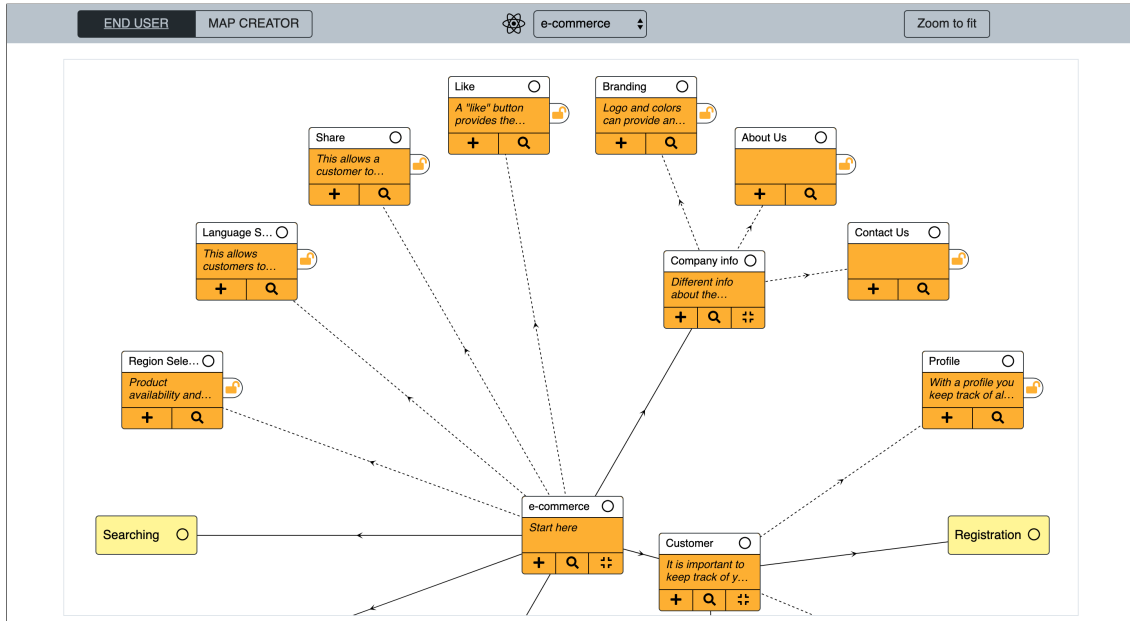 END USER
MAP CREATOR
e-commerce
Zoom to fit
Like
A "like" button
provides the…
Branding
Logo and colors
can provide an…
Share
This allows a
customer to…
About Us
Language S…
This allows
customers to…
Contact Us
Company info
Different info
about the…
Region Sele…
Product
availability and…
Profile
With a profile you
keep track of al…
e-commerce
Start here
Searching
Customer
It is important to
keep track of y…
Registration